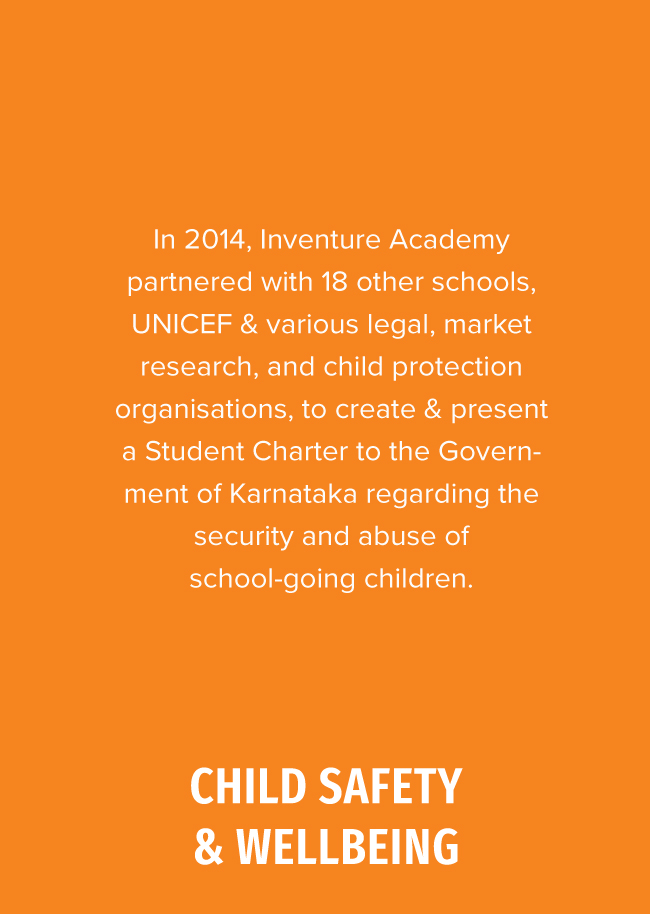 In 2014, Inventure Academy
partnered with 18 other schools,
UNICEF & various legal, market
research, and child protection
organisations, to create & present
a Student Charter to the Govern-
ment of Karnataka regarding the
security and abuse of
school-going children.
CHILD SAFETY
& WELLBEING